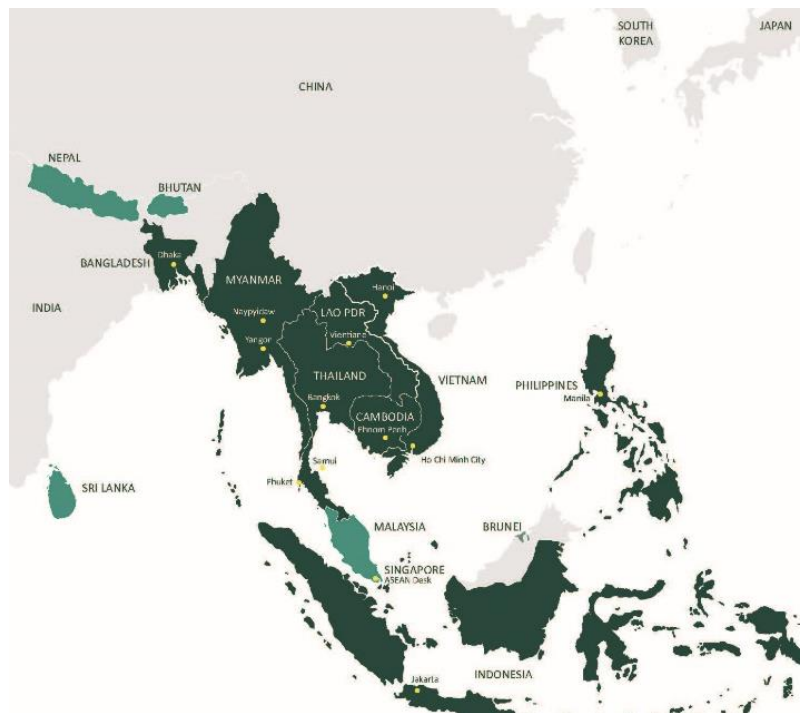 SOUTH
KOREA
JAPAN
CHINA
NEPAL
BHUTAN
BANGLADESH
Dhaka
MYANMAR
Hanoi
INDIA
LAO PDR
Naypyidaw
Vientiane
Yangon
THAILAND
VIETNAM
PHILIPPINES
Manila
Bangkok
CAMBODIA
Phnom Penh
Ho Chi Minh City
Samui
Phuket
SRI LANKA
MALAYSIA
BRUNEI
SINGAPORE
ASEAN Desk
INDONESIA
Jakarta